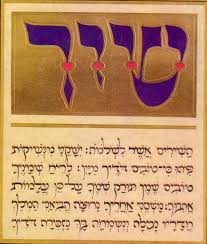 שיר
השירים אשר לשלמה: ישקני מנשיקות
פיהו כי טובים דדיך מיין: לריח שמניך
טובים שמן תורק שמך על כן עלמות
אהבוך: משכני אחריך נרוצה הביאני המלך
חדריו נגילה ונשמחה בך נזכירה דדיך